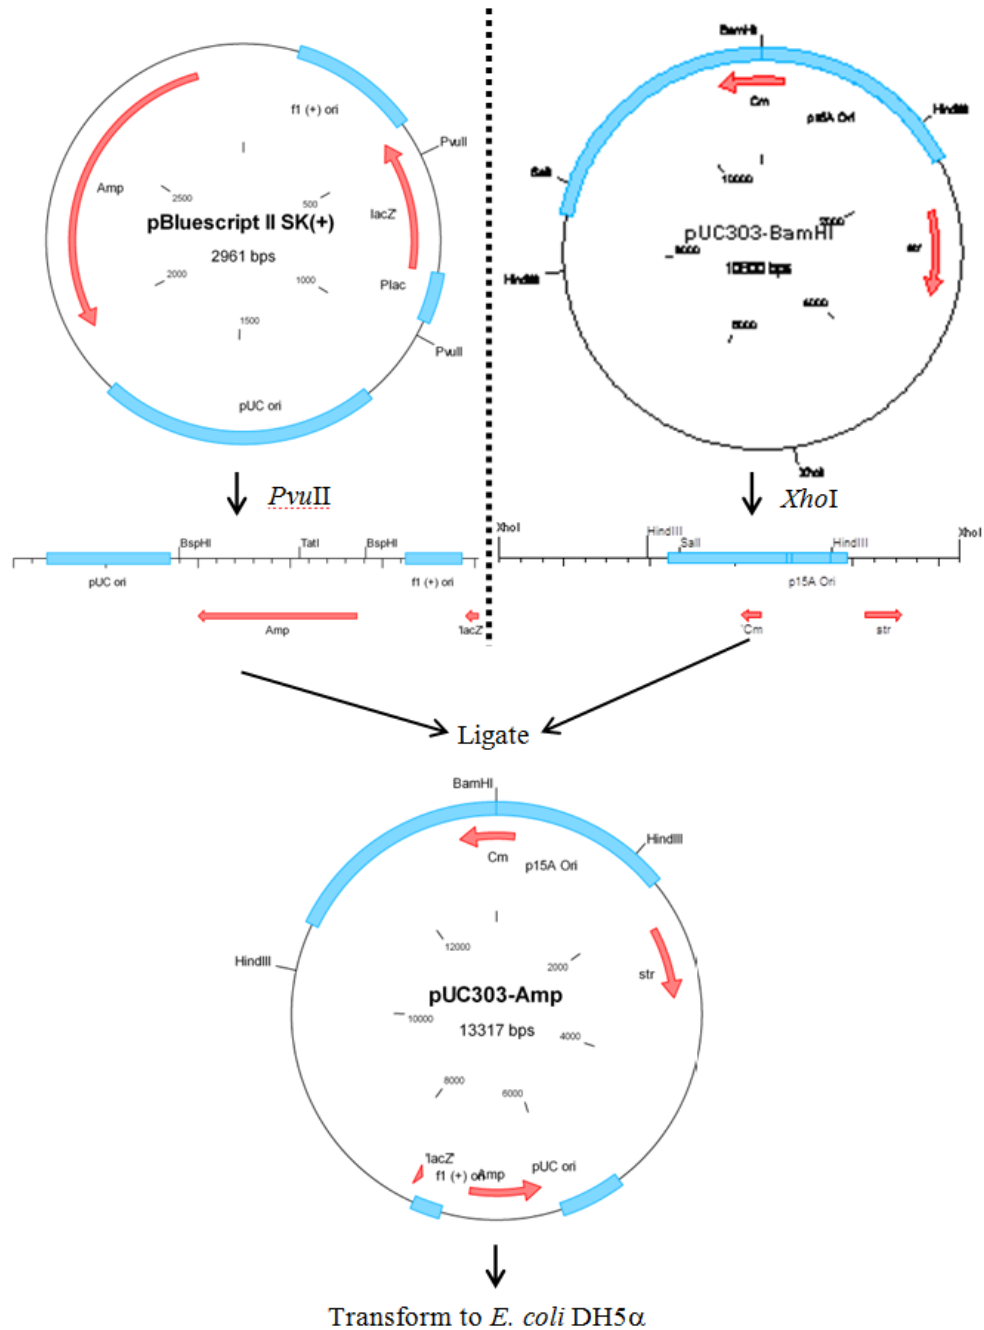 f1 (+) ori
PvuII
Amp
2500
500
lacZ'
pBluescript II SK(+)
2961 bps
Plac
2000
1000
1500
PvuII
pUC ori
BamHI
Cm
p15A Ori
HindIII
SalI
10000
pUC303-BamHI
HindIII
str
XhoI
PvuII
XhoI
BspHI
TatI
BspHI
pUC ori
f1 (+) ori
Amp
'lacZ'
XhoI
HindIII
SalI
HindIII
XhoI
p15A Ori
'Cm
str
Ligate
BamHI
HindIII
Cm
p15A Ori
HindIII
12000
2000
str
pUC303-Amp
13317 bps
10000
4000
8000
6000
'lacZ'
f1 (+) ori
Amp
pUC ori
Transform to E. coli DH5α